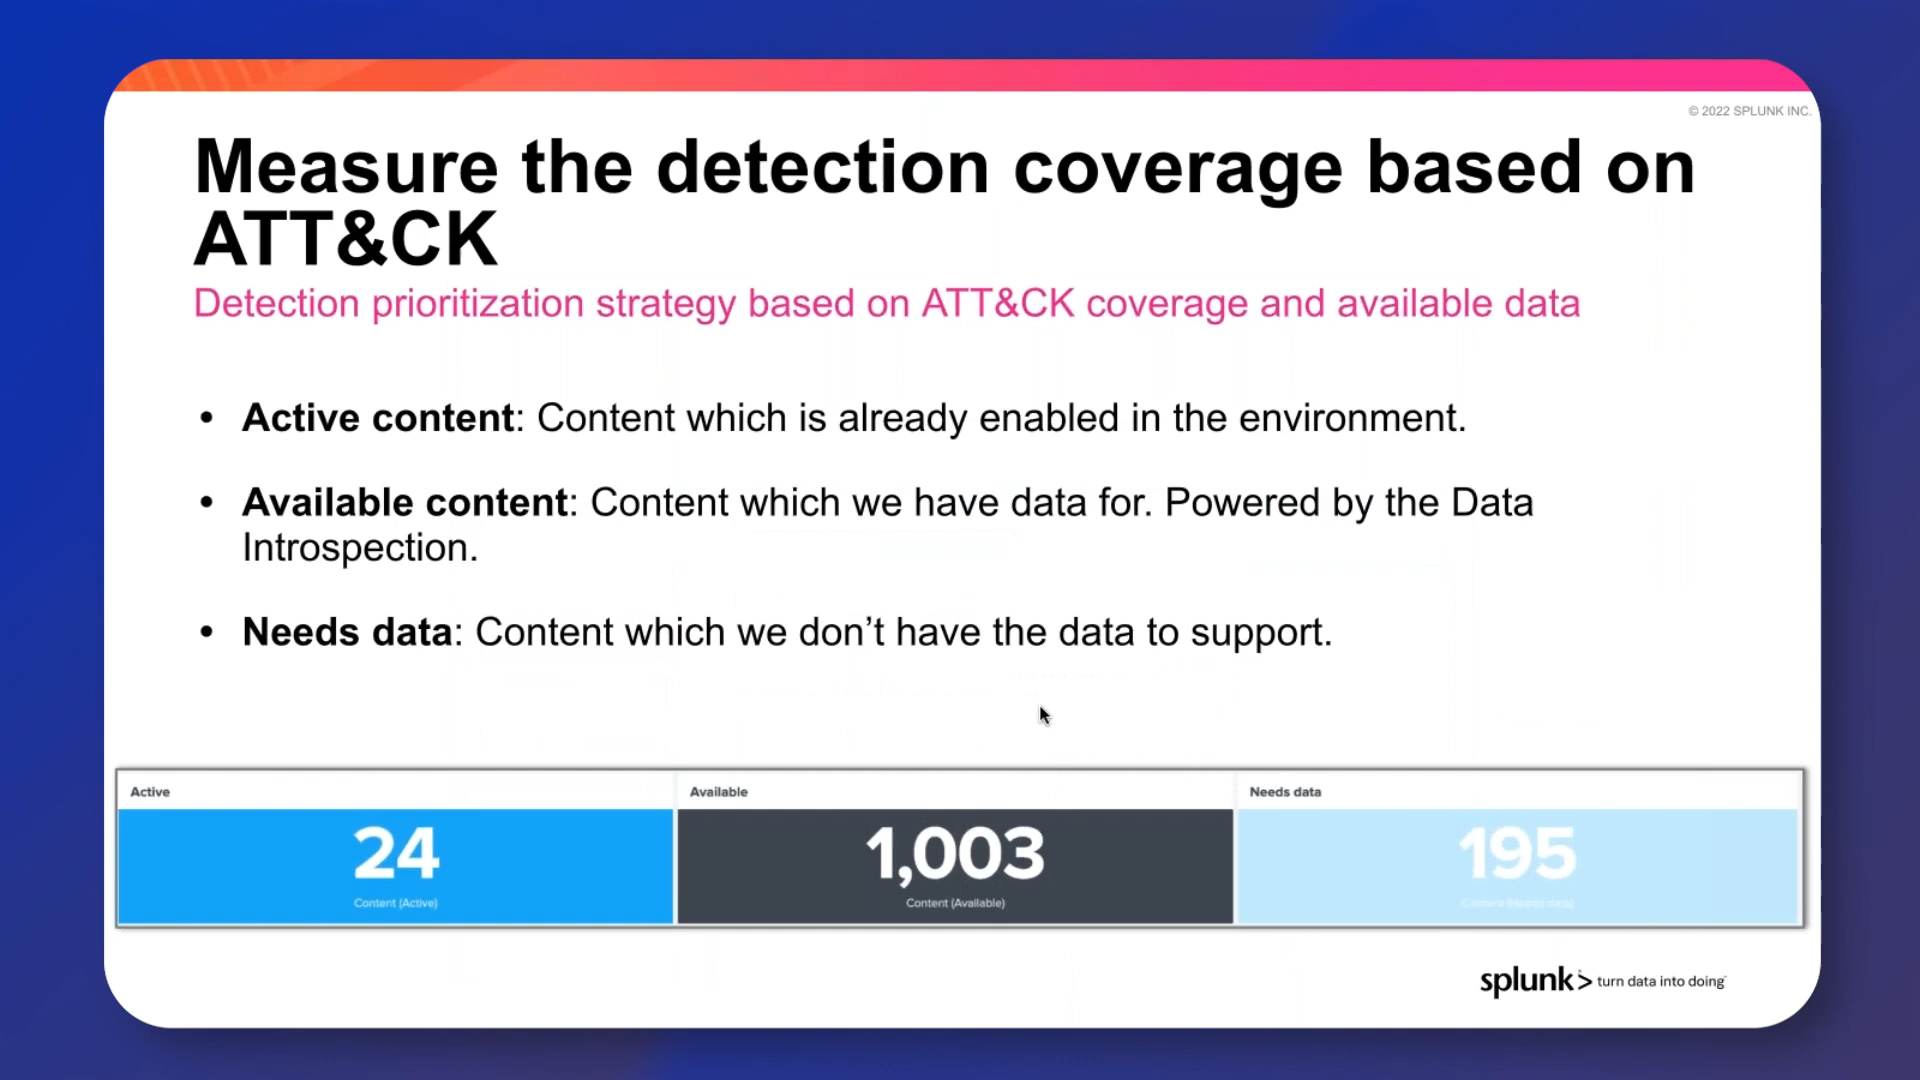 © 2022 SPLUNK INC.
Measure the detection coverage based on
ATT&CK
Detection prioritization strategy based on ATT&CK coverage and available data
• Active content: Content which is already enabled in the environment.
• Available content: Content which we have data for. Powered by the Data
Introspection.
• Needs data: Content which we don’t have the data to support.
Active
Available
Needs data
24
1,003
195
Content (Active)
Content (Available)
Content (Needs data)
splunk> turn data into doing